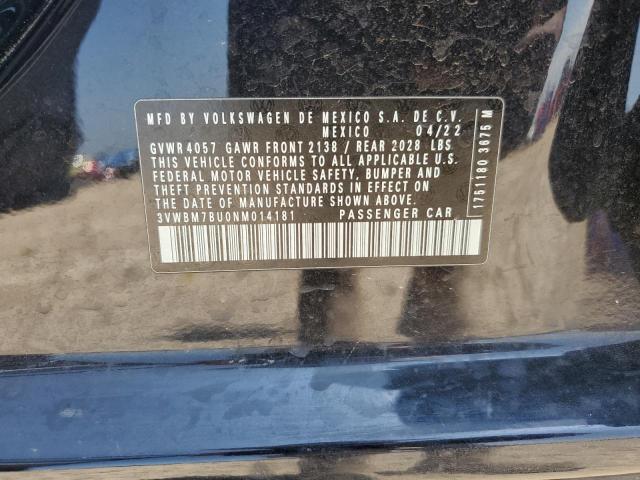 MFD BY VOLKSWAGEN DE MEXICO S.A. DE C.V.
MEXICO 04/22
GVWR 4057 GAWR FRONT 2138 / REAR 2028 LBS
THIS VEHICLE CONFORMS TO ALL APPLICABLE U.S.
FEDERAL MOTOR VEHICLE SAFETY, BUMPER AND
THEFT PREVENTION STANDARDS IN EFFECT ON
THE DATE OF MANUFACTURE SHOWN ABOVE.
3VWBM7BU0NM014181 PASSENGER CAR
1751180 3675 M